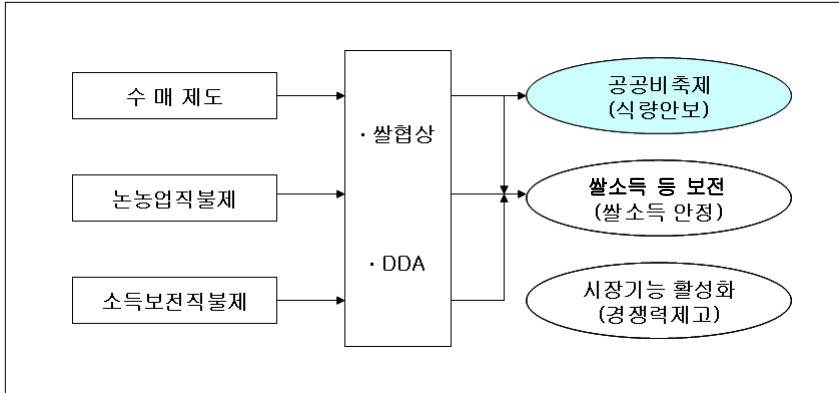 수 매 제도
논농업직불제
소득보전직불제
· 쌀협상
· DDA
공공비축제
(식량안보)
쌀소득 등 보전
(쌀소득 안정)
시장기능 활성화
(경쟁력제고)